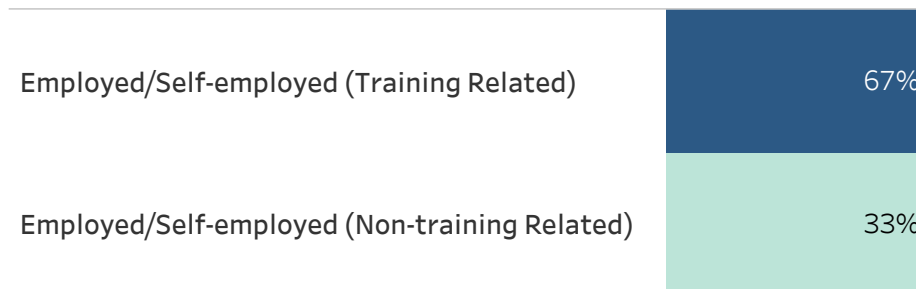 Employed/Self-employed (Training Related) 67%
Employed/Self-employed (Non-training Related) 33%